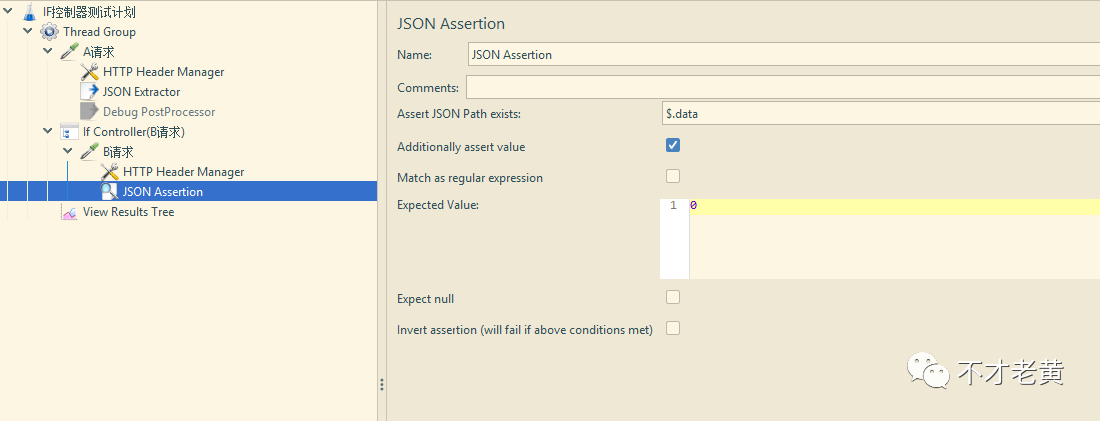 IF控制器测试计划
Thread Group
A请求
HTTP Header Manager
JSON Extractor
Debug PostProcessor
If Controller(B请求)
B请求
HTTP Header Manager
JSON Assertion
View Results Tree
JSON Assertion
Name: JSON Assertion
Comments:
Assert JSON Path exists: $.data
Additionally assert value
Match as regular expression
Expected Value: 1 0
Expect null
Invert assertion (will fail if above conditions met)
不才老黄